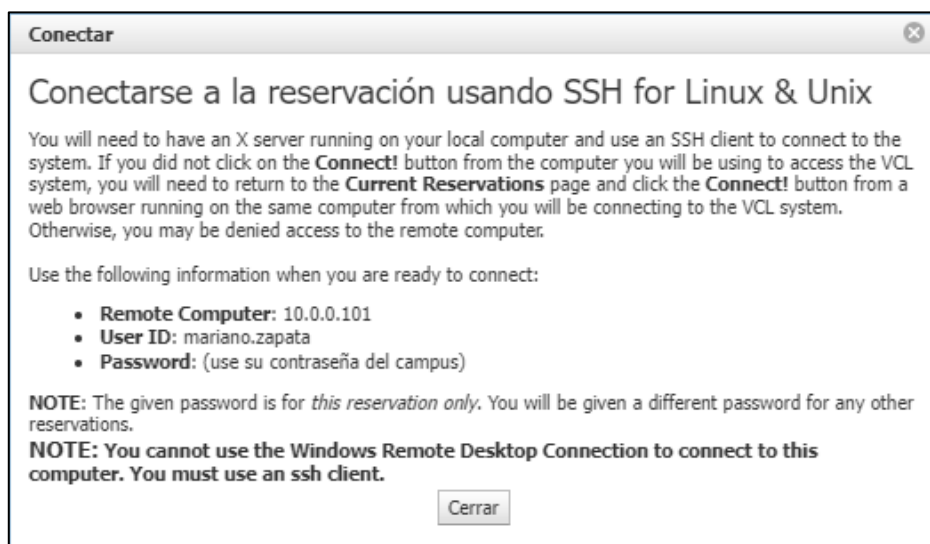 Conectar
Conectarse a la reservación usando SSH for Linux & Unix
You will need to have an X server running on your local computer and use an SSH client to connect to the
system. If you did not click on the Connect! button from the computer you will be using to access the VCL
system, you will need to return to the Current Reservations page and click the Connect! button from a
web browser running on the same computer from which you will be connecting to the VCL system.
Otherwise, you may be denied access to the remote computer.
Use the following information when you are ready to connect:
• Remote Computer: 10.0.0.101
• User ID: mariano.zapata
• Password: (use su contraseña del campus)
NOTE: The given password is for this reservation only. You will be given a different password for any other
reservations.
NOTE: You cannot use the Windows Remote Desktop Connection to connect to this
computer. You must use an ssh client.
Cerrar